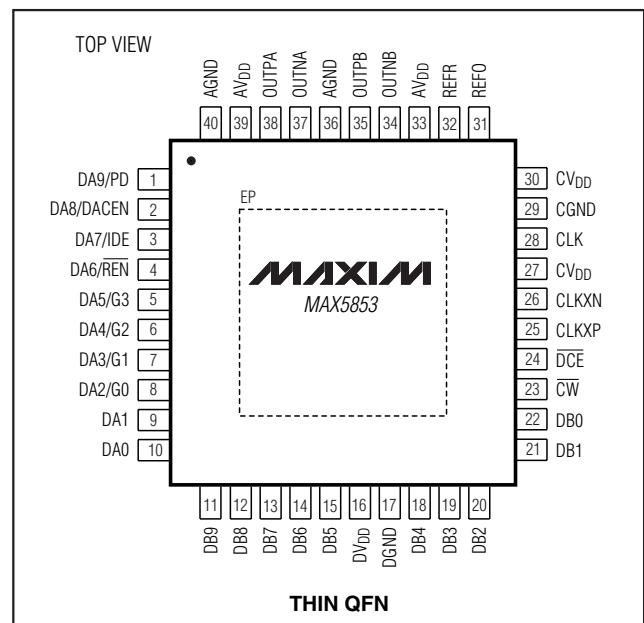 TOP VIEW
AGND
AVDD
OUTPA
OUTNA
AGND
OUTPB
OUTNB
AVDD
REFR
REFO
40 39 38 37 36 35 34 33 32 31
DA9/PD 1
DA8/DACEN 2
DA7/IDE 3
DA6/R̅E̅N̅ 4
DA5/G3 5
DA4/G2 6
DA3/G1 7
DA2/G0 8
DA1 9
DA0 10
EP
MAXIM
MAX5853
30 CVDD
29 CGND
28 CLK
27 CVDD
26 CLKXN
25 CLKXP
24 D̅C̅E̅
23 C̅W̅
22 DB0
21 DB1
11 12 13 14 15 16 17 18 19 20
DB9
DB8
DB7
DB6
DB5
DVDD
DGND
DB4
DB3
DB2
THIN QFN